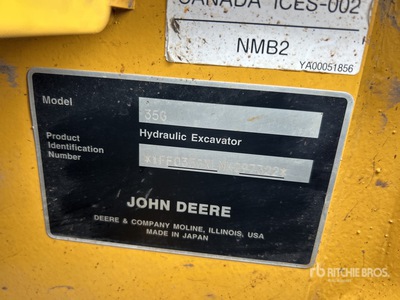 CANADA ICES-002
NMB2
YA00051856
Model
35G
Hydraulic Excavator
Product
Identification
Number
JOHN DEERE
DEERE & COMPANY MOLINE, ILLINOIS, USA
MADE IN JAPAN
RITCHIE BROS.